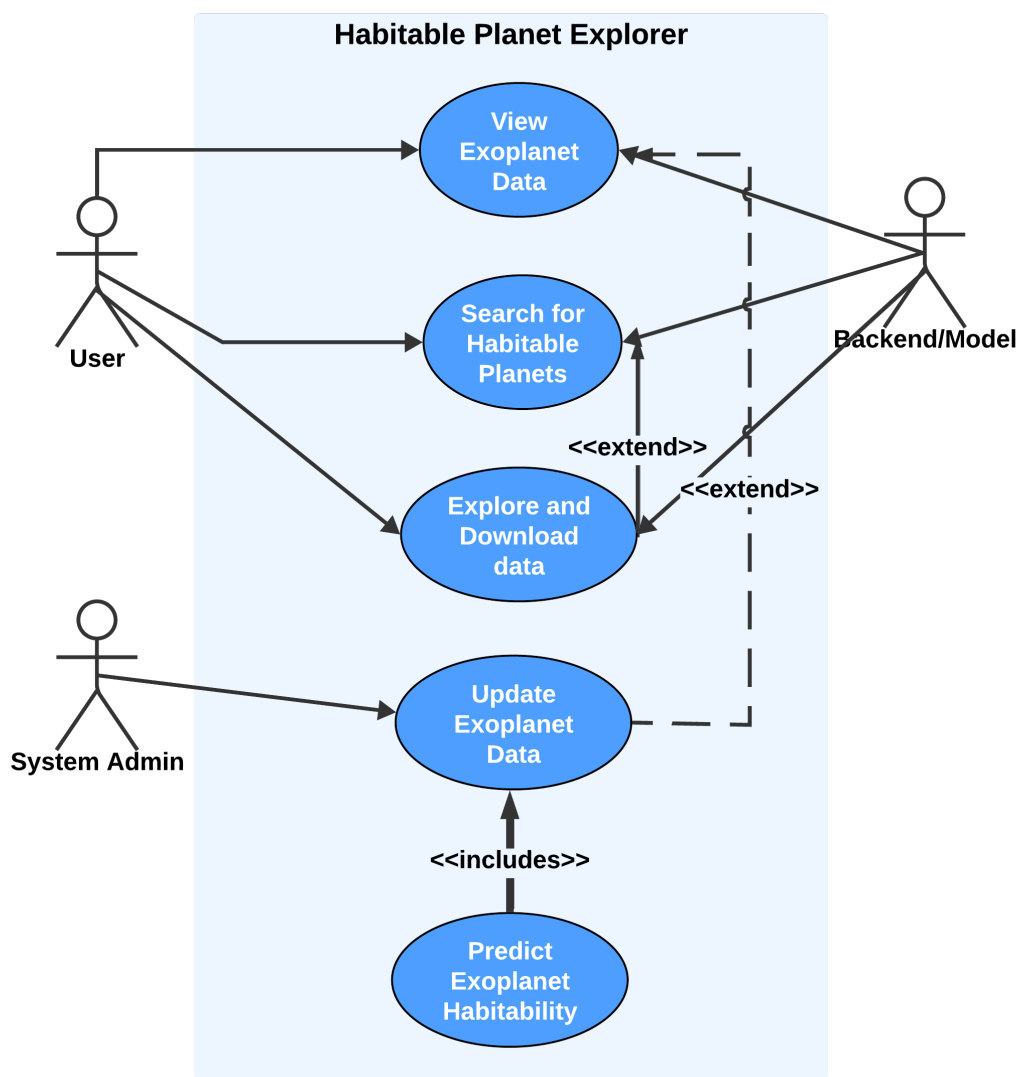 Habitable Planet Explorer
View
Exoplanet
Data
Search for
Habitable
Planets
User
Backend/Model
<<extend>>
<<extend>>
Explore and
Download
data
Update
Exoplanet
Data
System Admin
<<includes>>
Predict
Exoplanet
Habitability